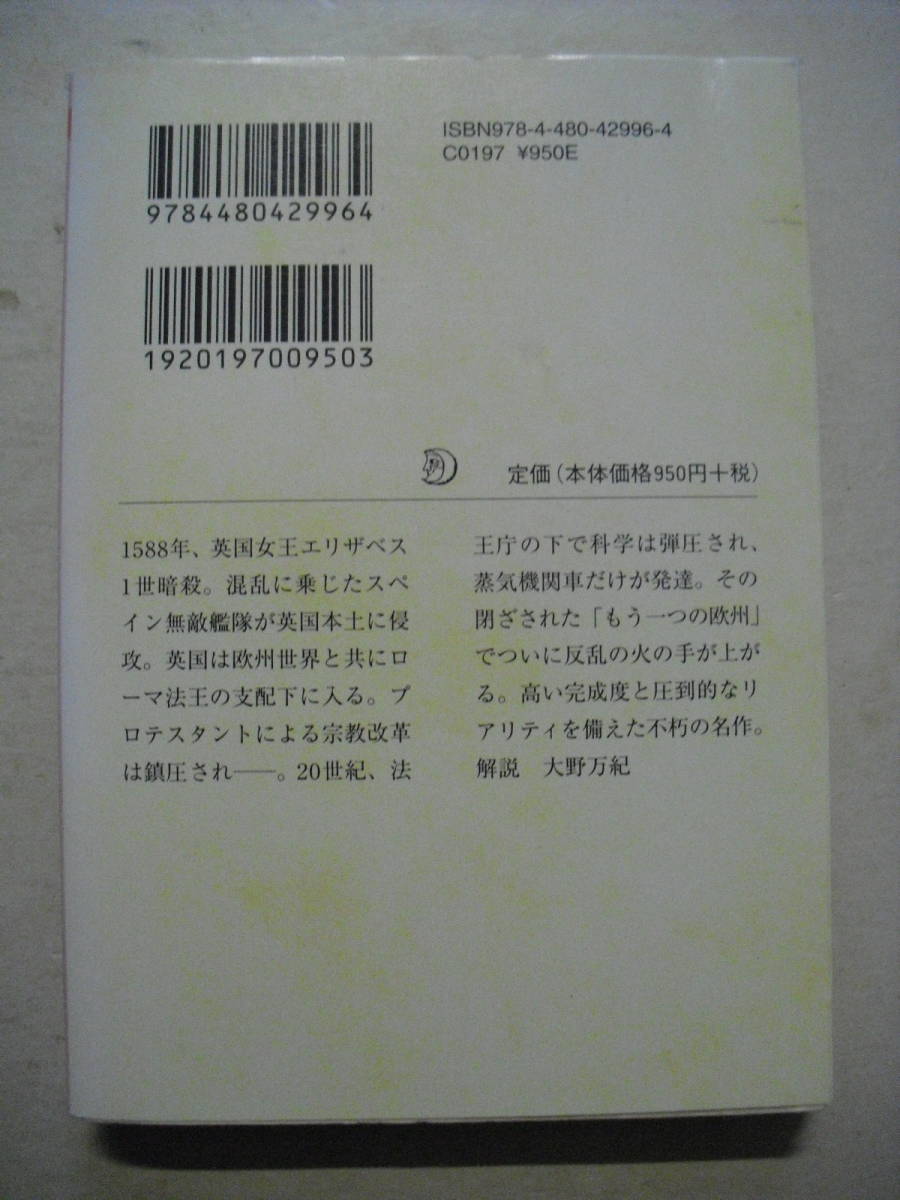 ISBN978-4-480-42996-4
C0197 ¥950E
9784480429964
1920197009503
定価(本体価格950円+税)
1588年、英国女王エリザベス
1世暗殺。混乱に乗じたスペ
イン無敵艦隊が英国本土に侵
攻。英国は欧州世界と共にロ
ーマ法王の支配下に入る。プ
ロテスタントによる宗教改革
は鎮圧され──。20世紀、法
王庁の下で科学は弾圧され、
蒸気機関車だけが発達。その
閉ざされた「もう一つの欧州」
でついに反乱の火の手が上が
る。高い完成度と圧倒的なリ
アリティを備えた不朽の名作。
解説　大野万紀